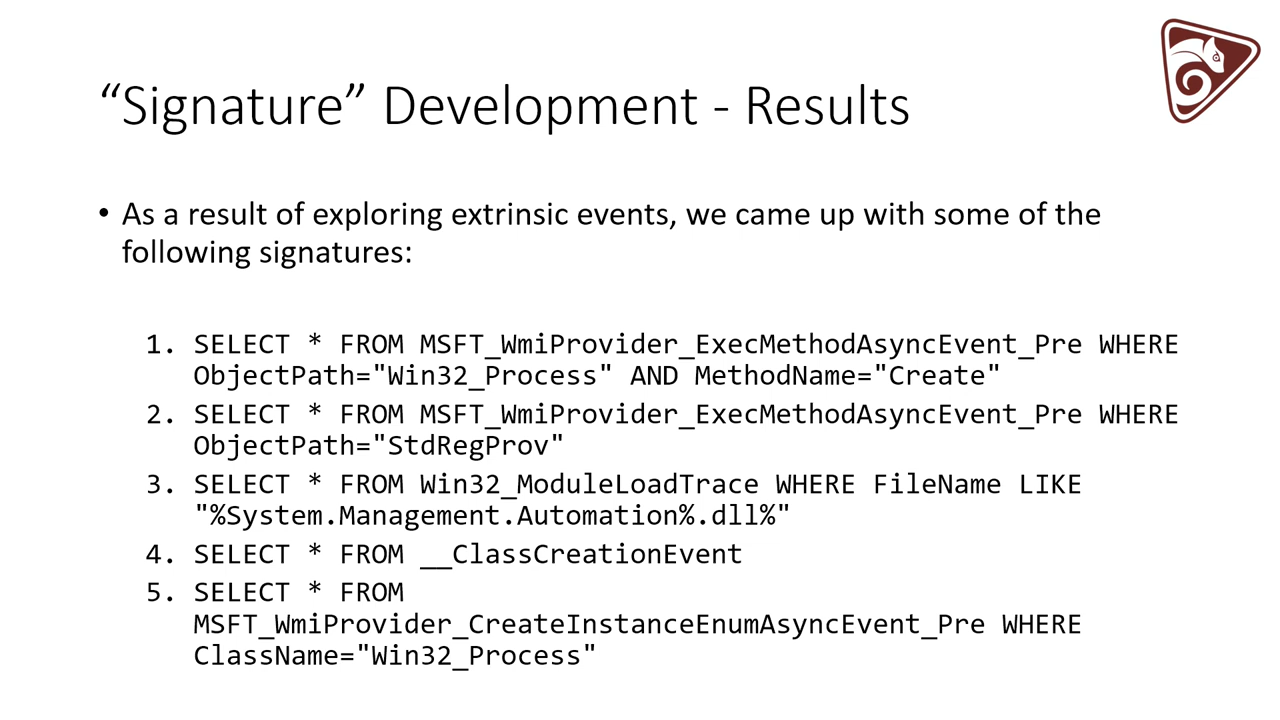 “Signature” Development - Results
• As a result of exploring extrinsic events, we came up with some of the
following signatures:
1. SELECT * FROM MSFT_WmiProvider_ExecMethodAsyncEvent_Pre WHERE
ObjectPath="Win32_Process" AND MethodName="Create"
2. SELECT * FROM MSFT_WmiProvider_ExecMethodAsyncEvent_Pre WHERE
ObjectPath="StdRegProv"
3. SELECT * FROM Win32_ModuleLoadTrace WHERE FileName LIKE
"%System.Management.Automation%.dll%"
4. SELECT * FROM __ClassCreationEvent
5. SELECT * FROM
MSFT_WmiProvider_CreateInstanceEnumAsyncEvent_Pre WHERE
ClassName="Win32_Process"